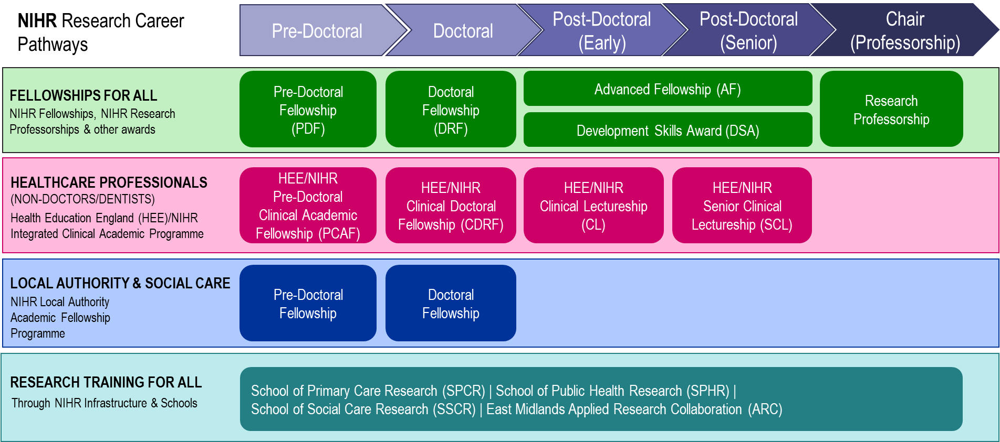 NIHR Research Career
Pathways
Pre-Doctoral
Doctoral
Post-Doctoral
(Early)
Post-Doctoral
(Senior)
Chair
(Professorship)
FELLOWSHIPS FOR ALL
NIHR Fellowships, NIHR Research
Professorships & other awards
Pre-Doctoral
Fellowship
(PDF)
Doctoral
Fellowship
(DRF)
Advanced Fellowship (AF)
Development Skills Award (DSA)
Research
Professorship
HEALTHCARE PROFESSIONALS
(NON-DOCTORS/DENTISTS)
Health Education England (HEE)/NIHR
Integrated Clinical Academic Programme
HEE/NIHR
Pre-Doctoral
Clinical Academic
Fellowship (PCAF)
HEE/NIHR
Clinical Doctoral
Fellowship (CDRF)
HEE/NIHR
Clinical Lectureship
(CL)
HEE/NIHR
Senior Clinical
Lectureship (SCL)
LOCAL AUTHORITY & SOCIAL CARE
NIHR Local Authority
Academic Fellowship
Programme
Pre-Doctoral
Fellowship
Doctoral
Fellowship
RESEARCH TRAINING FOR ALL
Through NIHR Infrastructure & Schools
School of Primary Care Research (SPCR) | School of Public Health Research (SPHR) |
School of Social Care Research (SSCR) | East Midlands Applied Research Collaboration (ARC)